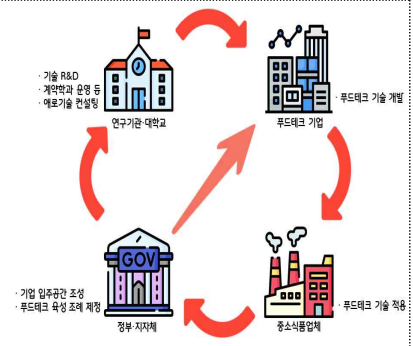 · 기술 R&D
· 계약학과 운영 등
· 애로기술 컨설팅
연구기관·대학교
· 푸드테크 기술 개발
푸드테크 기업
GOV
· 기업 입주공간 조성
· 푸드테크 육성 조례 제정
정부·지자체
· 푸드테크 기술 적용
중소식품업체